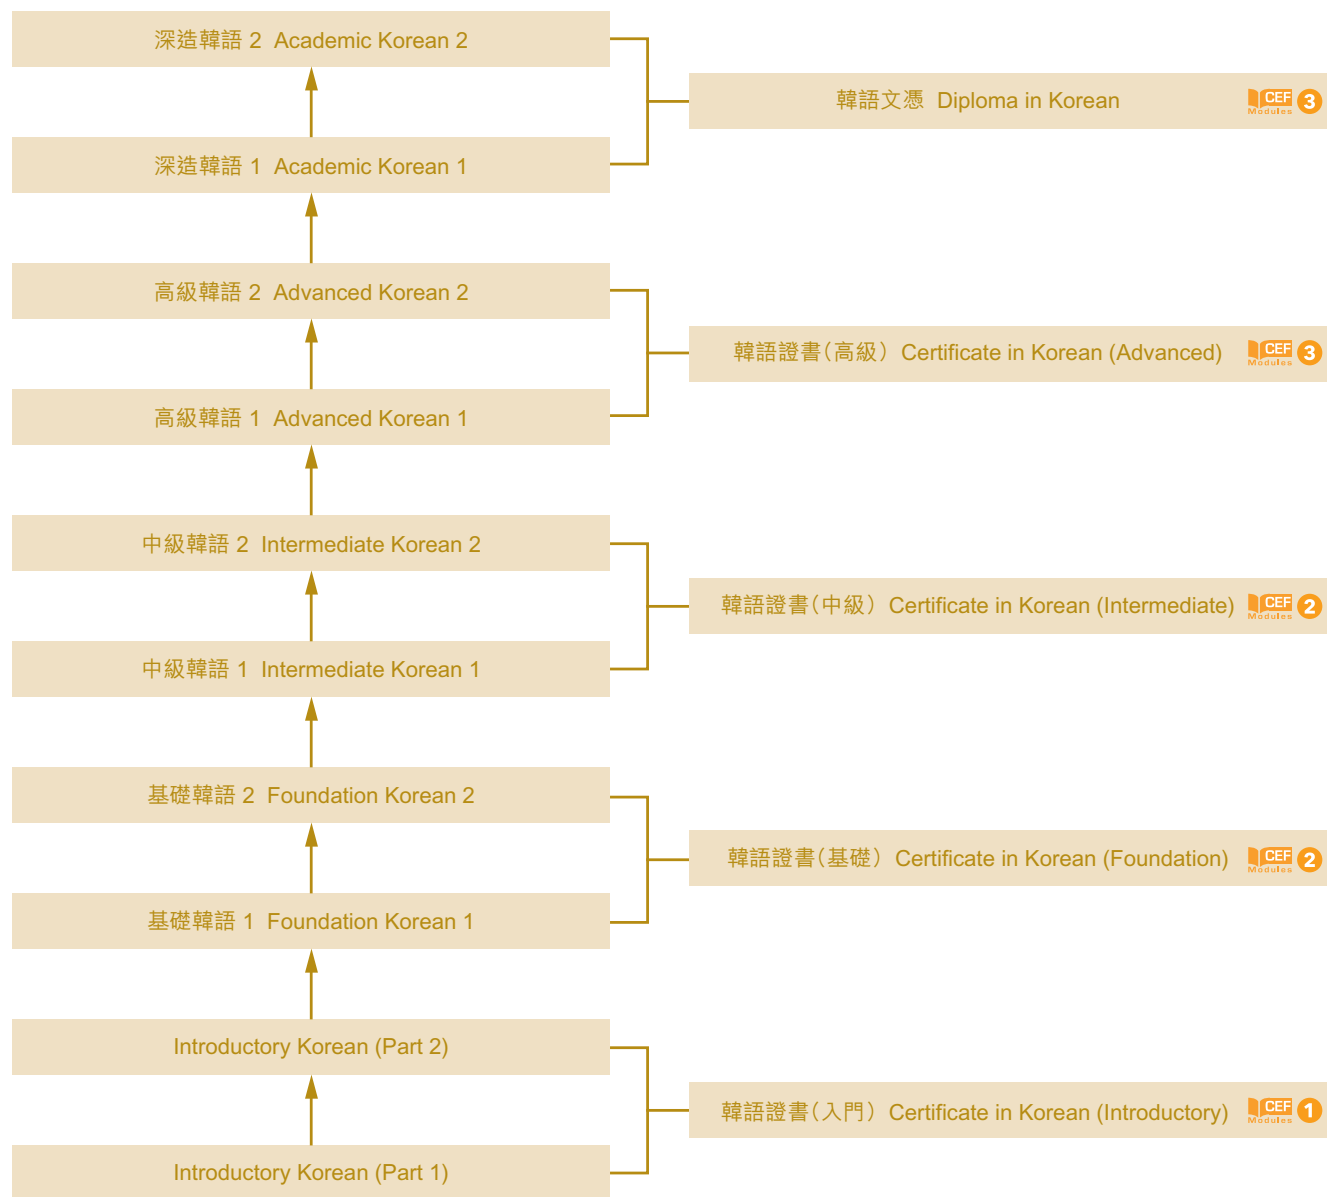 深造韓語 2 Academic Korean 2
韓語文憑 Diploma in Korean CEF Modules 3
深造韓語 1 Academic Korean 1
高級韓語 2 Advanced Korean 2
韓語證書(高級) Certificate in Korean (Advanced) CEF Modules 3
高級韓語 1 Advanced Korean 1
中級韓語 2 Intermediate Korean 2
韓語證書(中級) Certificate in Korean (Intermediate) CEF Modules 2
中級韓語 1 Intermediate Korean 1
基礎韓語 2 Foundation Korean 2
韓語證書(基礎) Certificate in Korean (Foundation) CEF Modules 2
基礎韓語 1 Foundation Korean 1
Introductory Korean (Part 2)
韓語證書(入門) Certificate in Korean (Introductory) CEF Modules 1
Introductory Korean (Part 1)